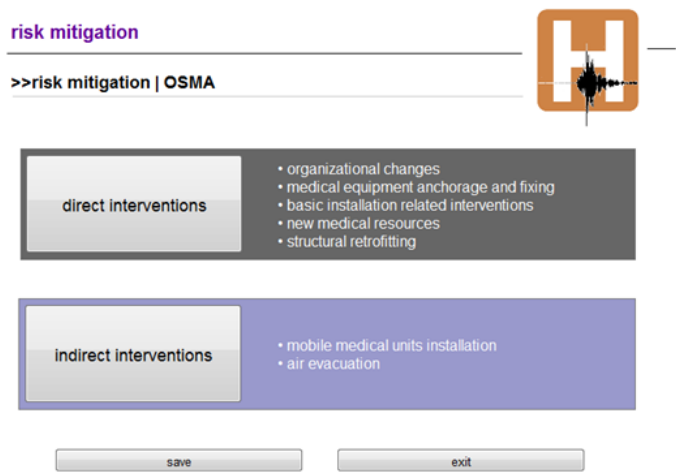 risk mitigation
>>risk mitigation | OSMA
H
direct interventions
• organizational changes
• medical equipment anchorage and fixing
• basic installation related interventions
• new medical resources
• structural retrofitting
indirect interventions
• mobile medical units installation
• air evacuation
save
exit